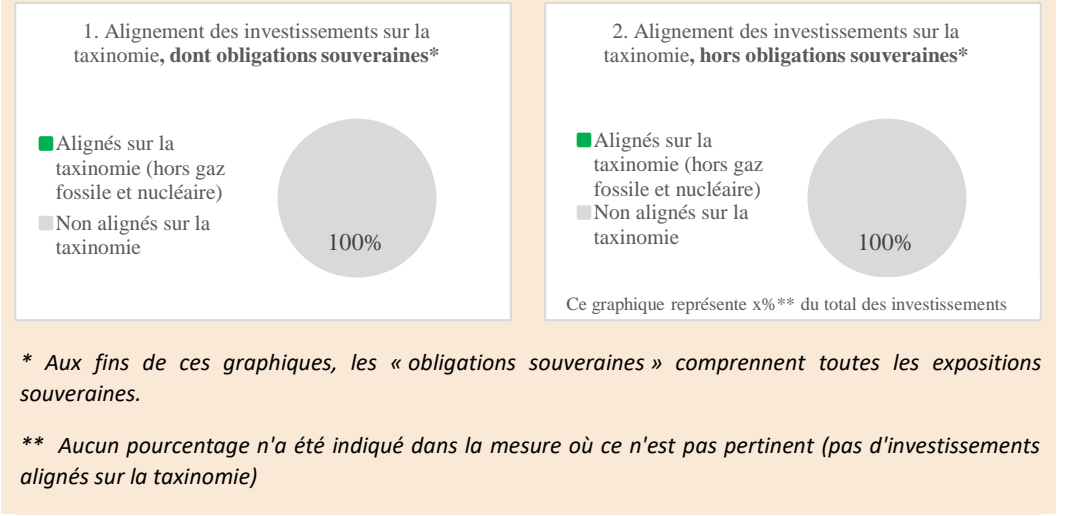 1. Alignement des investissements sur la
taxinomie, dont obligations souveraines*
Alignés sur la
taxinomie (hors gaz
fossile et nucléaire)
Non alignés sur la
taxinomie
100%
2. Alignement des investissements sur la
taxinomie, hors obligations souveraines*
Alignés sur la
taxinomie (hors gaz
fossile et nucléaire)
Non alignés sur la
taxinomie
100%
Ce graphique représente x%** du total des investissements
* Aux fins de ces graphiques, les « obligations souveraines » comprennent toutes les expositions
souveraines.
** Aucun pourcentage n'a été indiqué dans la mesure où ce n'est pas pertinent (pas d'investissements
alignés sur la taxinomie)